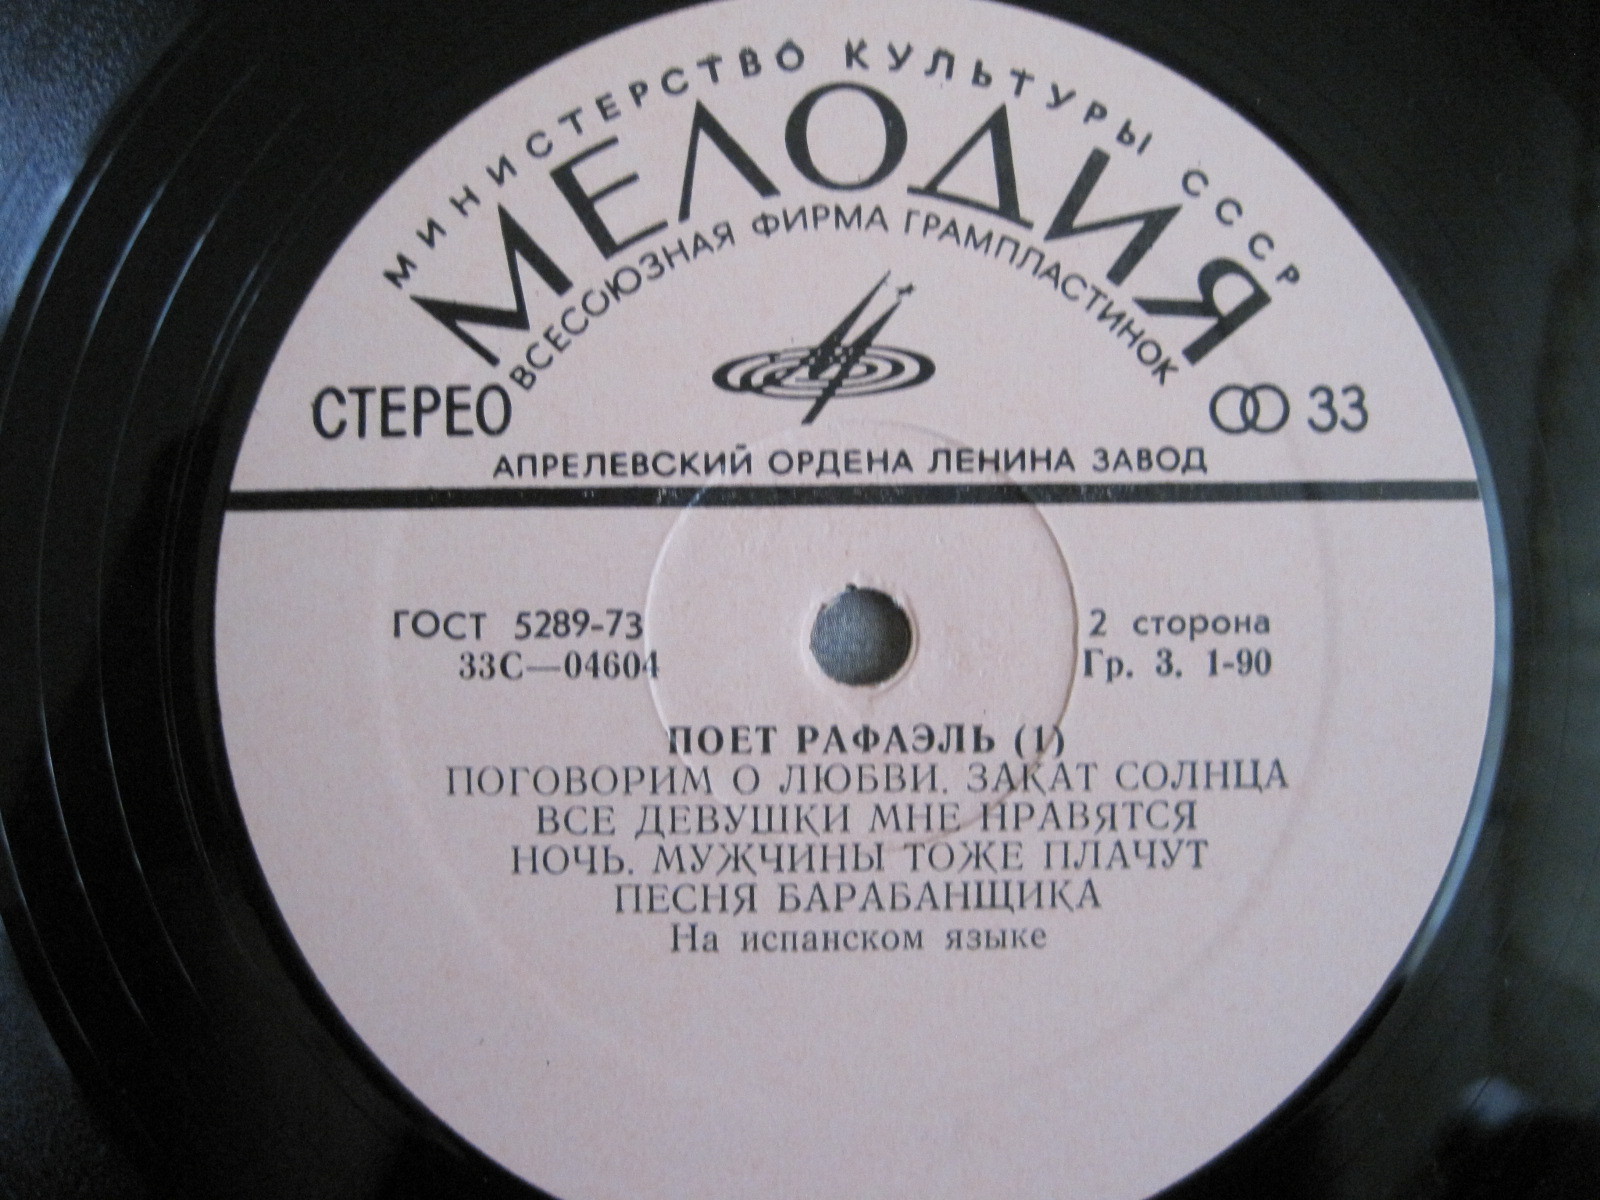 МИНИСТЕРСТВО КУЛЬТУРЫ СССР
МЕЛОДИЯ
ВСЕСОЮЗНАЯ ФИРМА ГРАМПЛАСТИНОК
СТЕРЕО
33
АПРЕЛЕВСКИЙ ОРДЕНА ЛЕНИНА ЗАВОД
ГОСТ 5289-73
2 сторона
33С—04604
Гр. 3. 1-90
ПОЕТ РАФАЭЛЬ (1)
ПОГОВОРИМ О ЛЮБВИ. ЗАКАТ СОЛНЦА
ВСЕ ДЕВУШКИ МНЕ НРАВЯТСЯ
НОЧЬ. МУЖЧИНЫ ТОЖЕ ПЛАЧУТ
ПЕСНЯ БАРАБАНЩИКА
На испанском языке